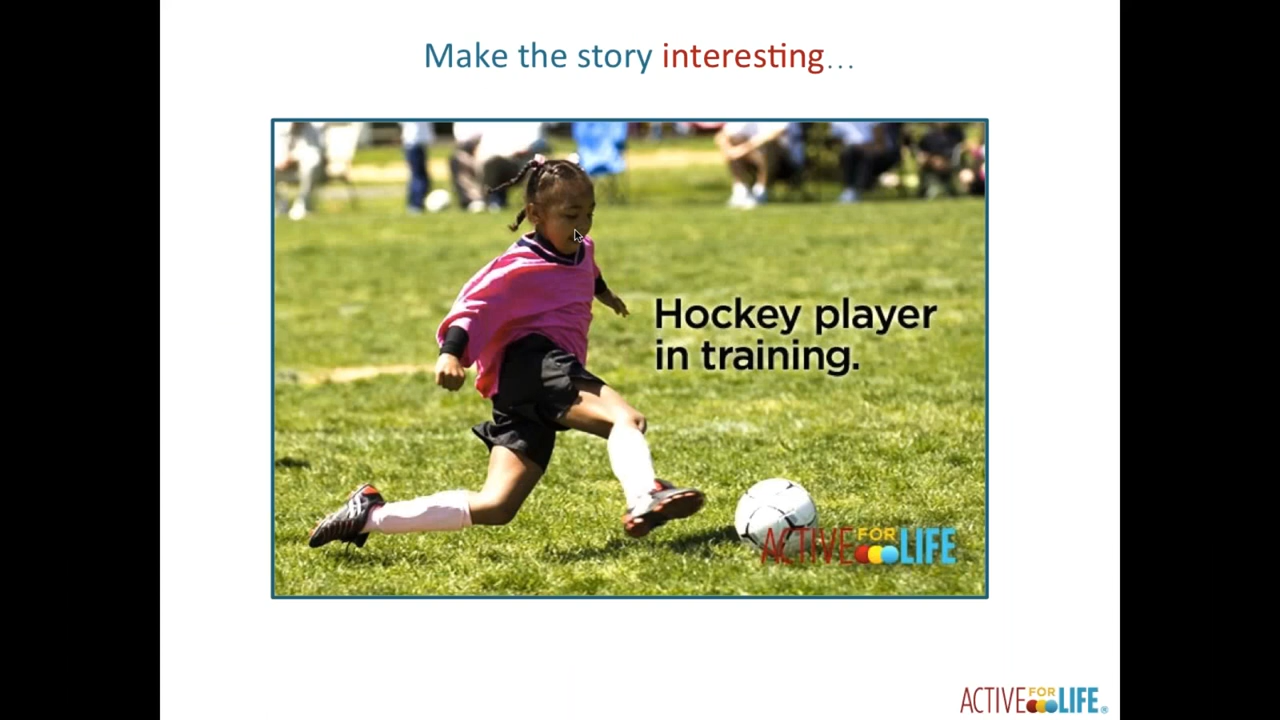 Make the story interesting...
Hockey player
in training.
ACTIVE FOR LIFE
ACTIVE FOR LIFE®